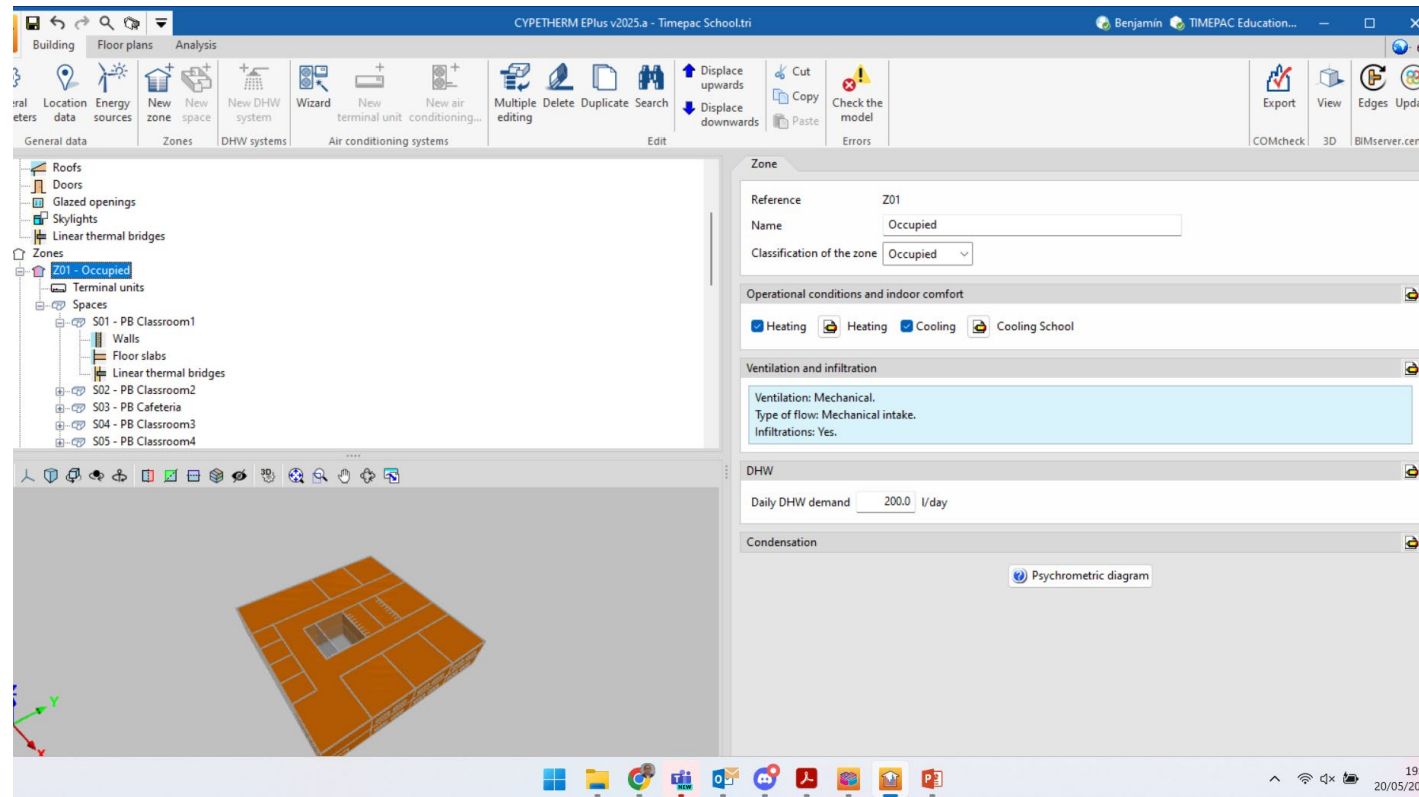 CYPETHERM EPlus v2025.a - Timepac School.tri
Benjamín
TIMEPAC Education...
Building
Floor plans
Analysis
Location data
Energy sources
New zone
New space
New DHW system
Wizard
New terminal unit
New air conditioning...
Multiple editing
Delete
Duplicate
Search
Displace upwards
Displace downwards
Cut
Copy
Paste
Check the model
Export
View
Edges
General data
Zones
DHW systems
Air conditioning systems
Edit
Errors
COMcheck
3D
Roofs
Doors
Glazed openings
Skylights
Linear thermal bridges
Zones
Z01 - Occupied
Terminal units
Spaces
S01 - PB Classroom1
Walls
Floor slabs
Linear thermal bridges
S02 - PB Classroom2
S03 - PB Cafeteria
S04 - PB Classroom3
S05 - PB Classroom4
Zone
Reference Z01
Name Occupied
Classification of the zone Occupied
Operational conditions and indoor comfort
Heating Heating Cooling Cooling School
Ventilation and infiltration
Ventilation: Mechanical.
Type of flow: Mechanical intake.
Infiltrations: Yes.
DHW
Daily DHW demand 200.0 l/day
Condensation
Psychrometric diagram
3D
Y
X
NEW